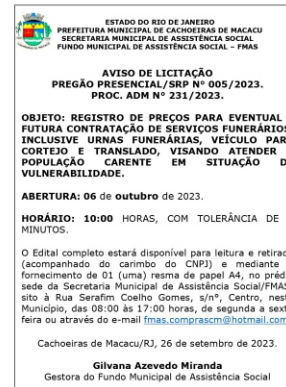 ESTADO DO RIO DE JANEIRO
PREFEITURA MUNICIPAL DE CACHOEIRAS DE MACACU
SECRETARIA MUNICIPAL DE ASSISTÊNCIA SOCIAL
FUNDO MUNICIPAL DE ASSISTÊNCIA SOCIAL – FMAS
AVISO DE LICITAÇÃO
PREGÃO PRESENCIAL/SRP Nº 005/2023.
PROC. ADM Nº 231/2023.
OBJETO: REGISTRO DE PREÇOS PARA EVENTUAL
FUTURA CONTRATAÇÃO DE SERVIÇOS FUNERÁRIOS
INCLUSIVE URNAS FUNERÁRIAS, VEÍCULO PAR
CORTEJO E TRANSLADO, VISANDO ATENDER
POPULAÇÃO CARENTE EM SITUAÇÃO D
VULNERABILIDADE.
ABERTURA: 06 de outubro de 2023.
HORÁRIO: 10:00 HORAS, COM TOLERÂNCIA DE
MINUTOS.
O Edital completo estará disponível para leitura e retirad
(acompanhado do carimbo do CNPJ) e mediante
fornecimento de 01 (uma) resma de papel A4, no préd
sede da Secretaria Municipal de Assistência Social/FMAS
sito à Rua Serafim Coelho Gomes, s/nº, Centro, nest
Município, das 08:00 às 17:00 horas, de segunda a sext
feira ou através do e-mail fmas.comprascm@hotmail.com
Cachoeiras de Macacu/RJ, 26 de setembro de 2023.
Gilvana Azevedo Miranda
Gestora do Fundo Municipal de Assistência Social